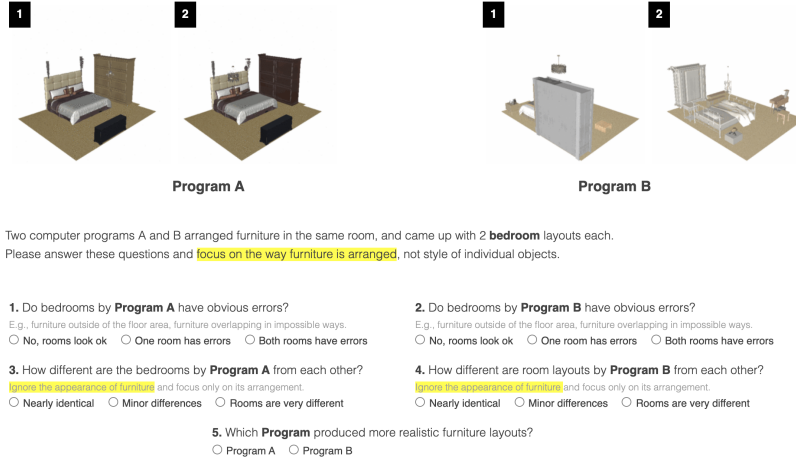 1
2
1
2
Program A
Program B
Two computer programs A and B arranged furniture in the same room, and came up with 2 bedroom layouts each.
Please answer these questions and focus on the way furniture is arranged, not style of individual objects.
1. Do bedrooms by Program A have obvious errors?
E.g., furniture outside of the floor area, furniture overlapping in impossible ways.
No, rooms look ok One room has errors Both rooms have errors
2. Do bedrooms by Program B have obvious errors?
E.g., furniture outside of the floor area, furniture overlapping in impossible ways.
No, rooms look ok One room has errors Both rooms have errors
3. How different are the bedrooms by Program A from each other?
Ignore the appearance of furniture and focus only on its arrangement.
Nearly identical Minor differences Rooms are very different
4. How different are room layouts by Program B from each other?
Ignore the appearance of furniture and focus only on its arrangement.
Nearly identical Minor differences Rooms are very different
5. Which Program produced more realistic furniture layouts?
Program A Program B